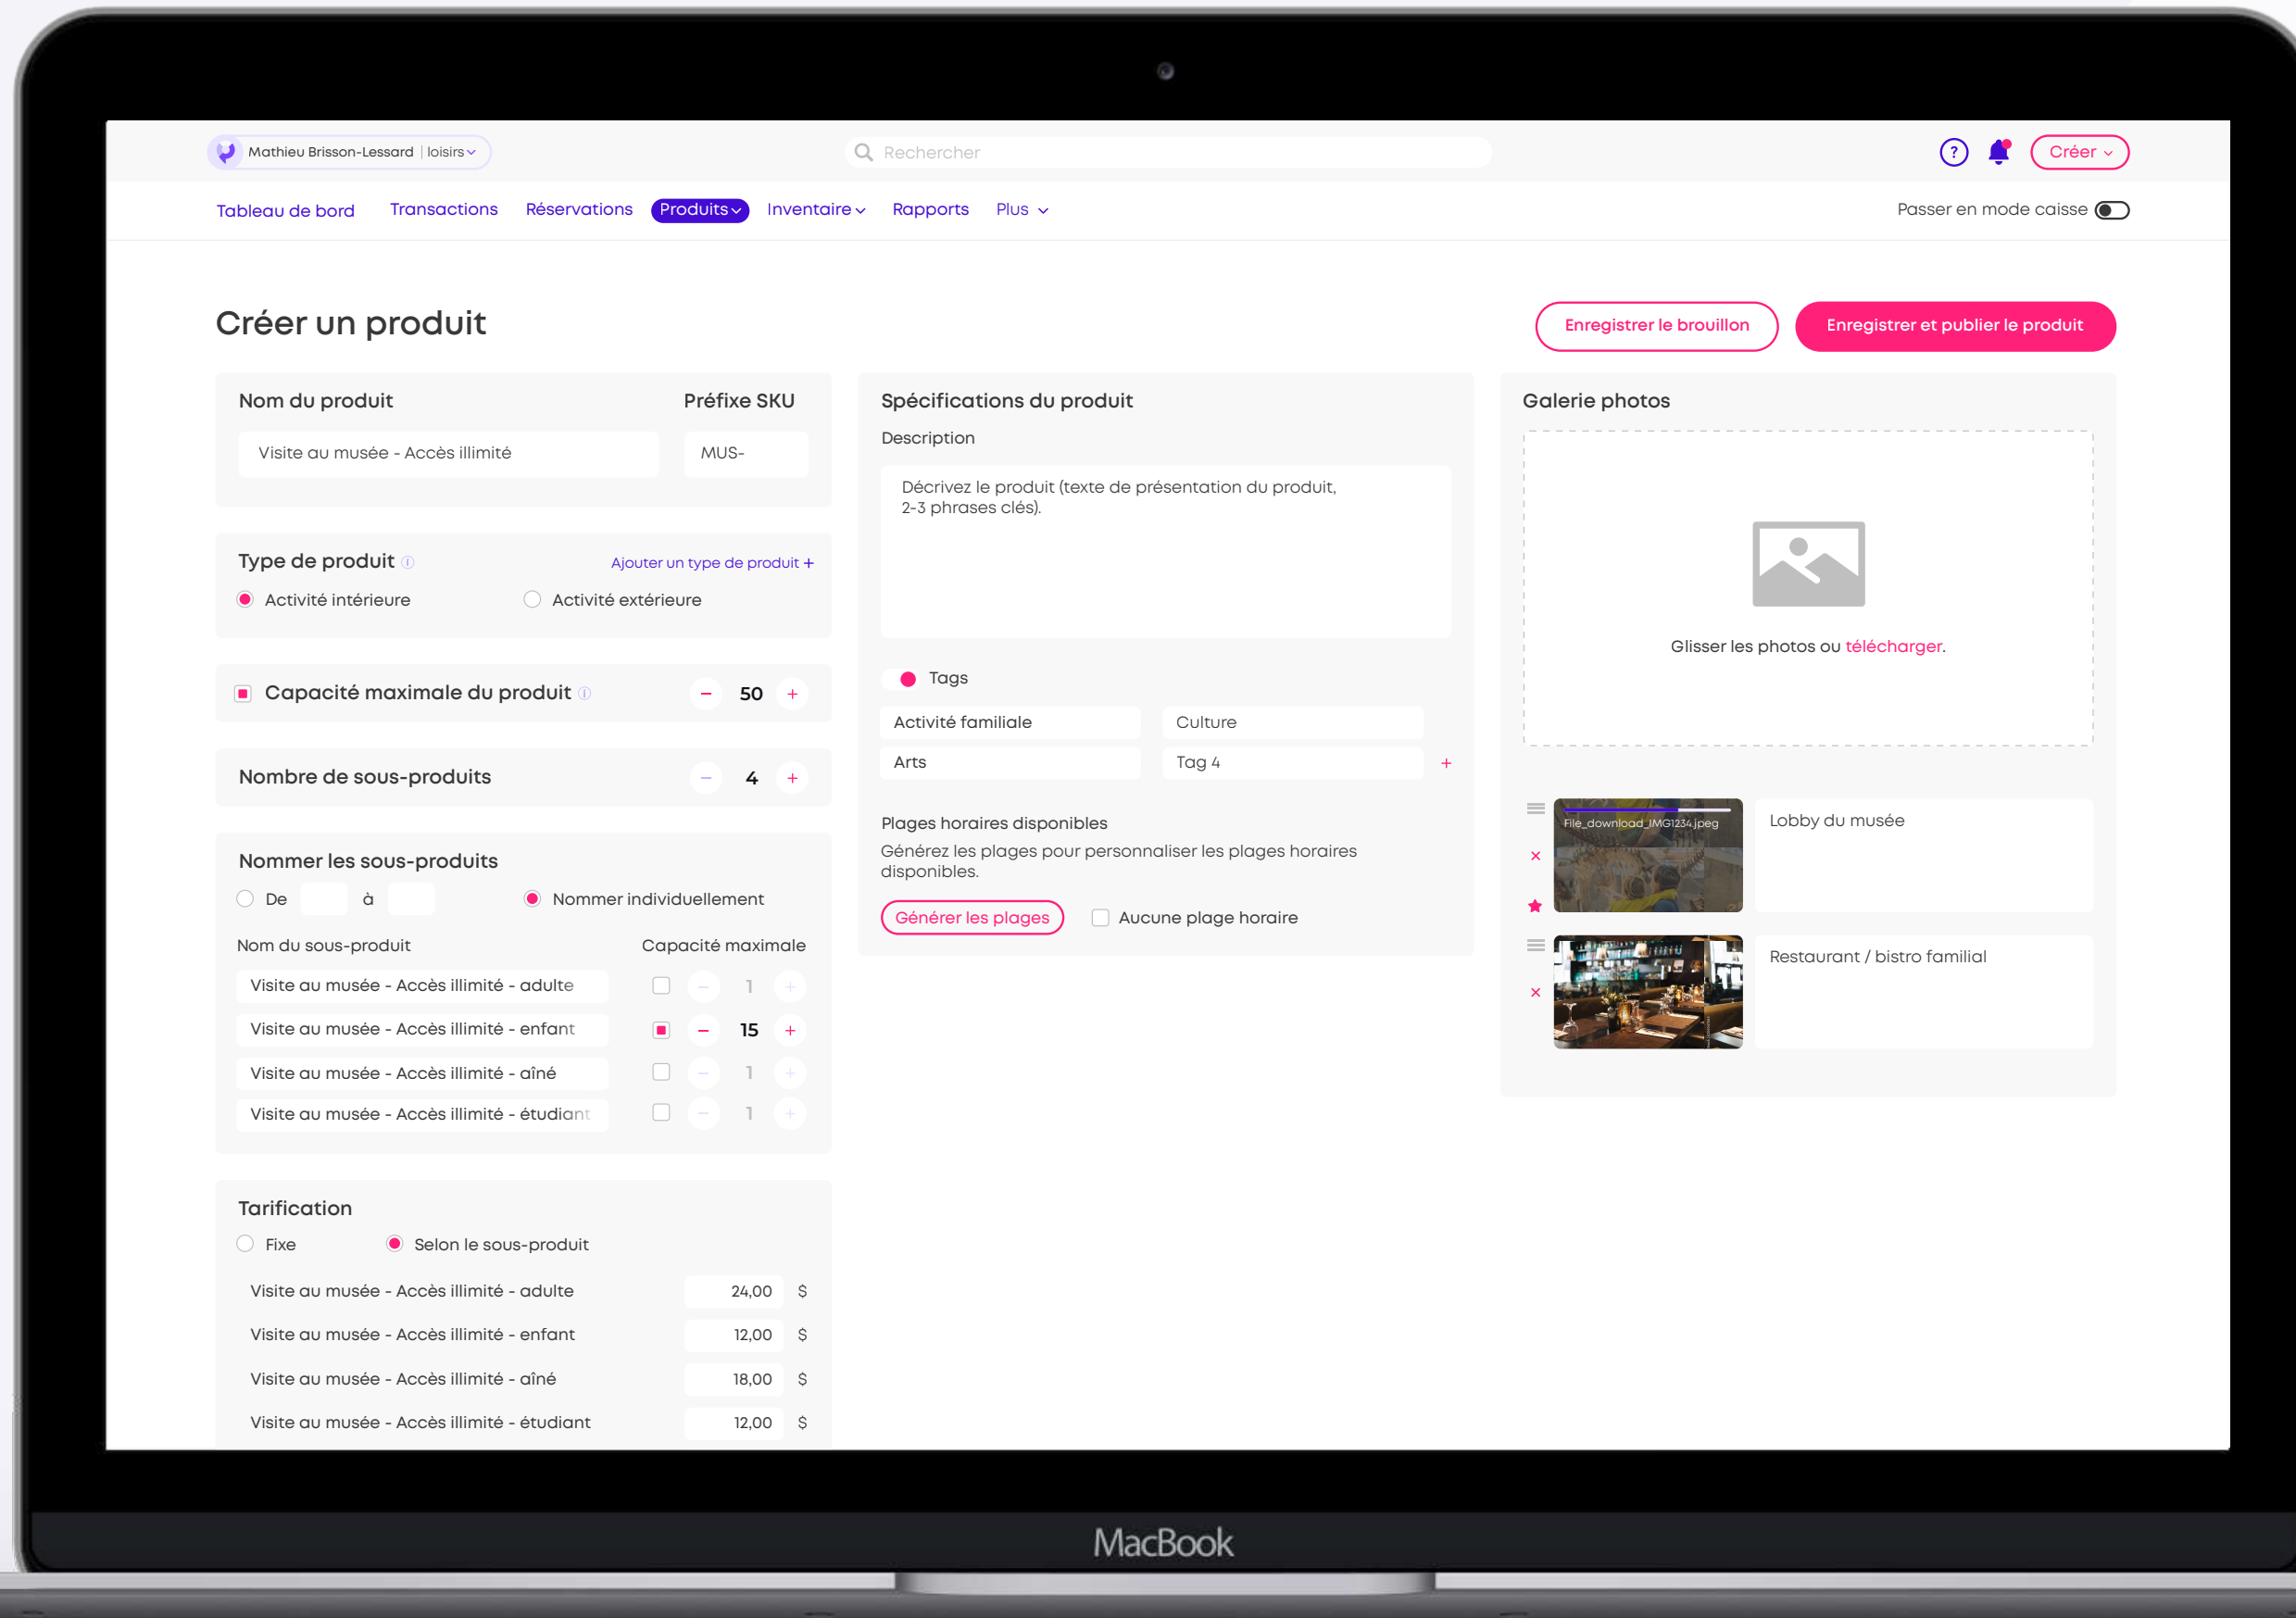 Mathieu Brisson-Lessard | loisirs
Rechercher
?
Créer
Tableau de bord
Transactions
Réservations
Produits
Inventaire
Rapports
Plus
Passer en mode caisse
Créer un produit
Enregistrer le brouillon
Enregistrer et publier le produit
Nom du produit
Préfixe SKU
Visite au musée - Accès illimité
MUS-
Type de produit
Ajouter un type de produit +
Activité intérieure
Activité extérieure
Capacité maximale du produit
- 50 +
Nombre de sous-produits
- 4 +
Nommer les sous-produits
De
à
Nommer individuellement
Nom du sous-produit
Capacité maximale
Visite au musée - Accès illimité - adulte
- 1 +
Visite au musée - Accès illimité - enfant
- 15 +
Visite au musée - Accès illimité - aîné
- 1 +
Visite au musée - Accès illimité - étudiant
- 1 +
Tarification
Fixe
Selon le sous-produit
Visite au musée - Accès illimité - adulte
24,00 $
Visite au musée - Accès illimité - enfant
12,00 $
Visite au musée - Accès illimité - aîné
18,00 $
Visite au musée - Accès illimité - étudiant
12,00 $
Spécifications du produit
Description
Décrivez le produit (texte de présentation du produit,
2-3 phrases clés).
Tags
Activité familiale
Culture
Arts
Tag 4
+
Plages horaires disponibles
Générez les plages pour personnaliser les plages horaires
disponibles.
Générer les plages
Aucune plage horaire
Galerie photos
Glisser les photos ou télécharger.
File_download_IMG1234.jpeg
Lobby du musée
Restaurant / bistro familial
MacBook